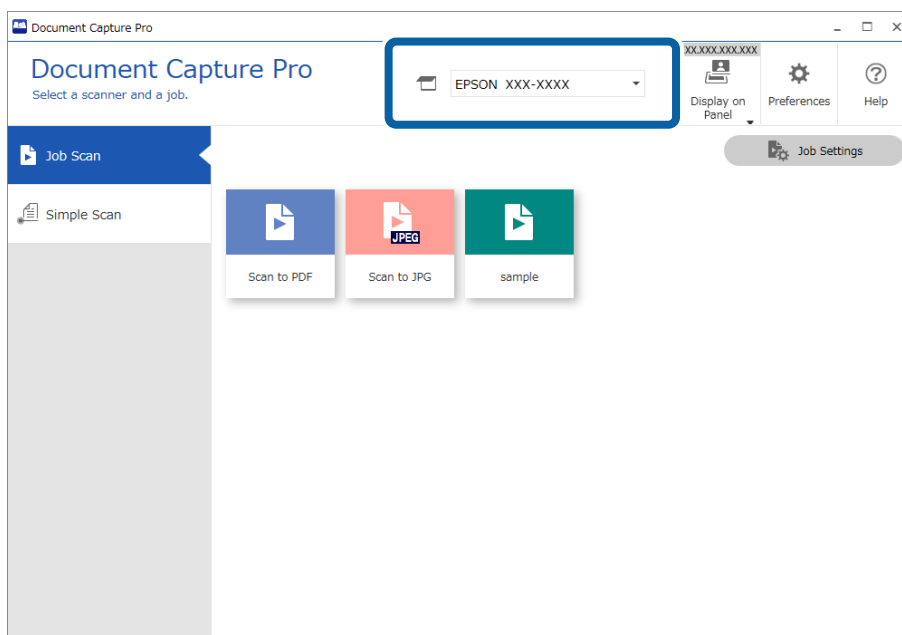 Document Capture Pro
Document Capture Pro
Select a scanner and a job.
EPSON XXX-XXXX
XX.XXX.XXX.XXX
Display on
Panel
Preferences
Help
Job Scan
Job Settings
Simple Scan
JPEG
Scan to PDF
Scan to JPG
sample